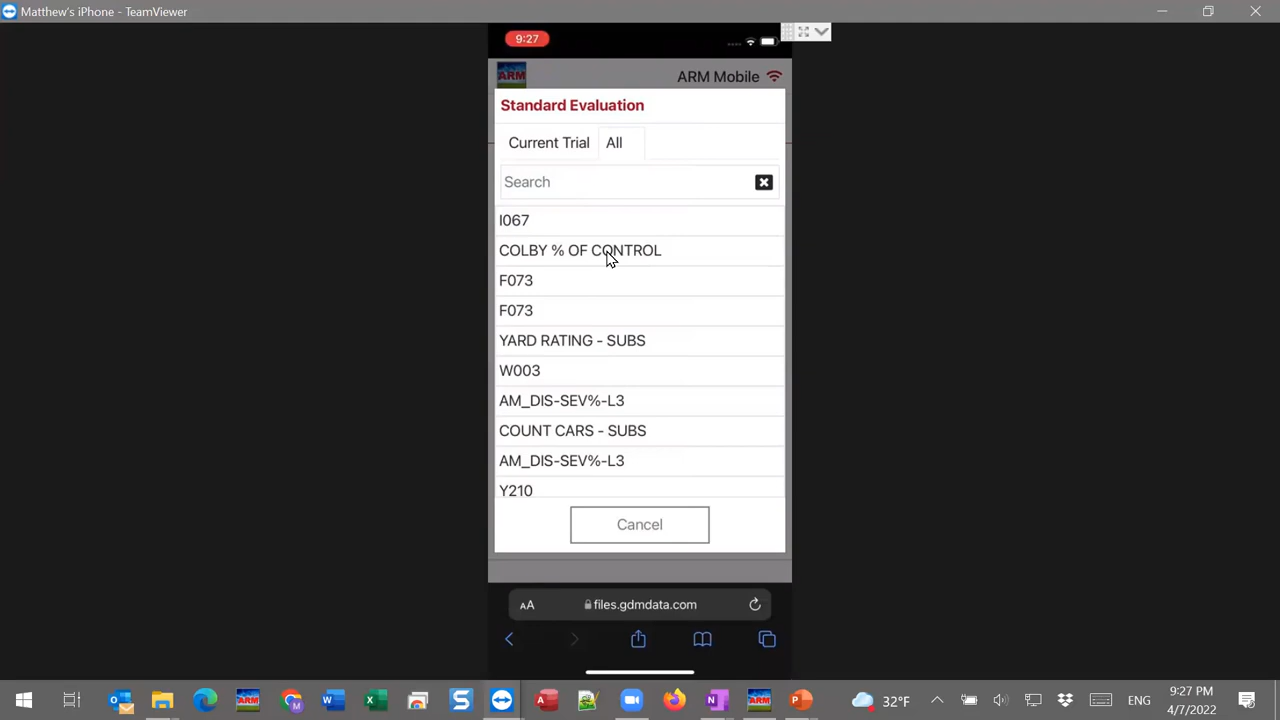 Matthew's iPhone - TeamViewer
9:27
ARM
ARM Mobile
Standard Evaluation
Current Trial
All
Search
I067
COLBY % OF CONTROL
F073
F073
YARD RATING - SUBS
W003
AM_DIS-SEV%-L3
COUNT CARS - SUBS
AM_DIS-SEV%-L3
Y210
Cancel
AA
files.gdmdata.com
32°F
ENG
9:27 PM
4/7/2022